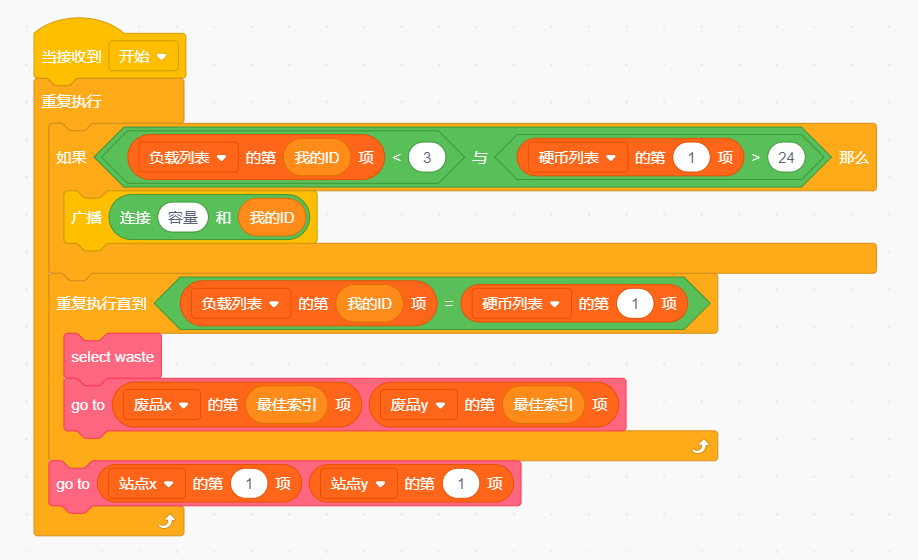 当接收到 开始
重复执行
如果 负载列表 的第 我的ID 项 < 3 与 硬币列表 的第 1 项 > 24 那么
广播 连接 容量 和 我的ID
重复执行直到 负载列表 的第 我的ID 项 = 硬币列表 的第 1 项
select waste
go to 废品x 的第 最佳索引 项 废品y 的第 最佳索引 项
go to 站点x 的第 1 项 站点y 的第 1 项